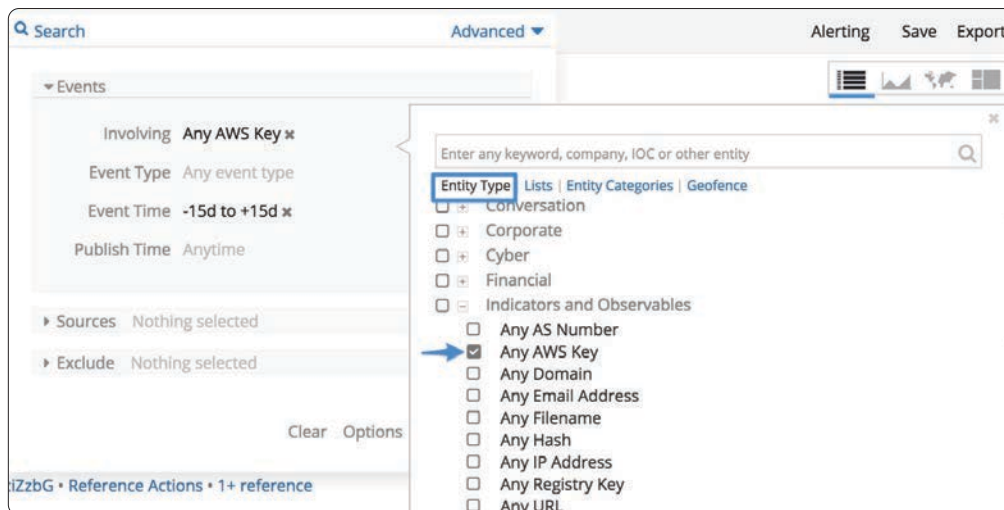 Search
Advanced
Alerting Save Export
Events
Involving Any AWS Key
Event Type Any event type
Event Time -15d to +15d
Publish Time Anytime
Sources Nothing selected
Exclude Nothing selected
Clear Options
iZzbG • Reference Actions • 1+ reference
Enter any keyword, company, IOC or other entity
Entity Type Lists | Entity Categories | Geofence
Conversation
Corporate
Cyber
Financial
Indicators and Observables
Any AS Number
Any AWS Key
Any Domain
Any Email Address
Any Filename
Any Hash
Any IP Address
Any Registry Key
Any URL